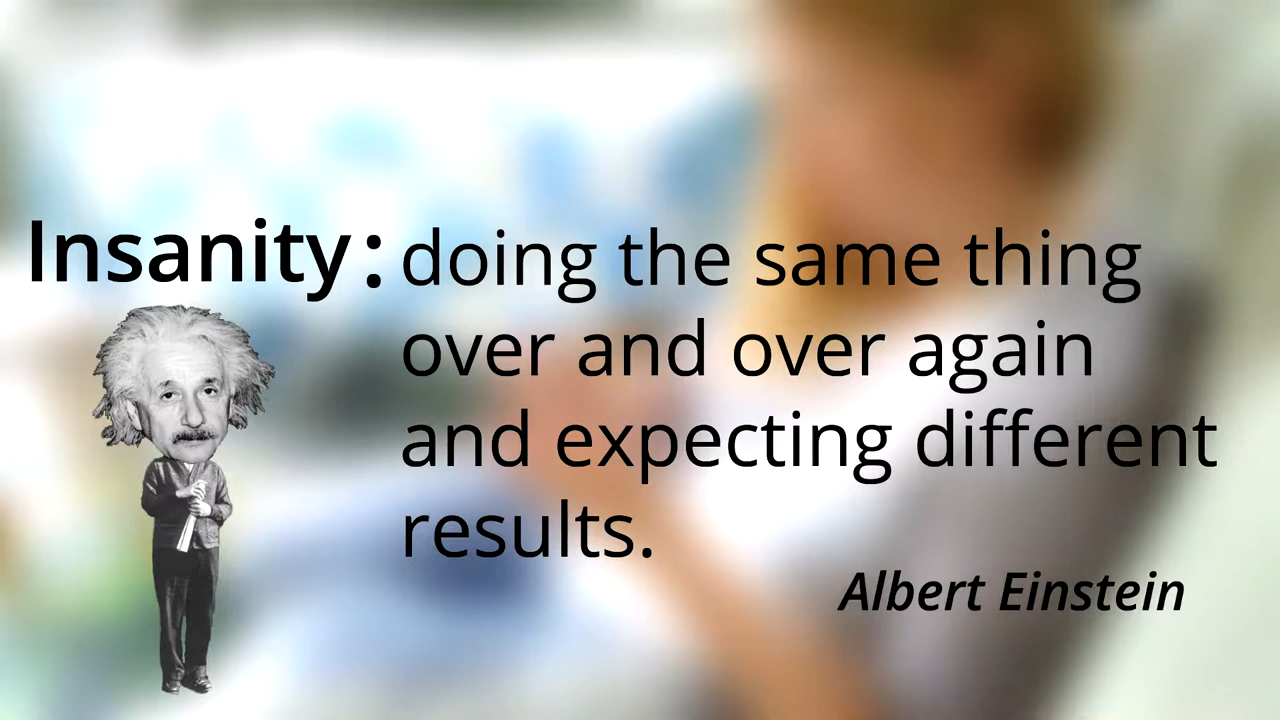 Insanity: doing the same thing
over and over again
and expecting different
results.
Albert Einstein